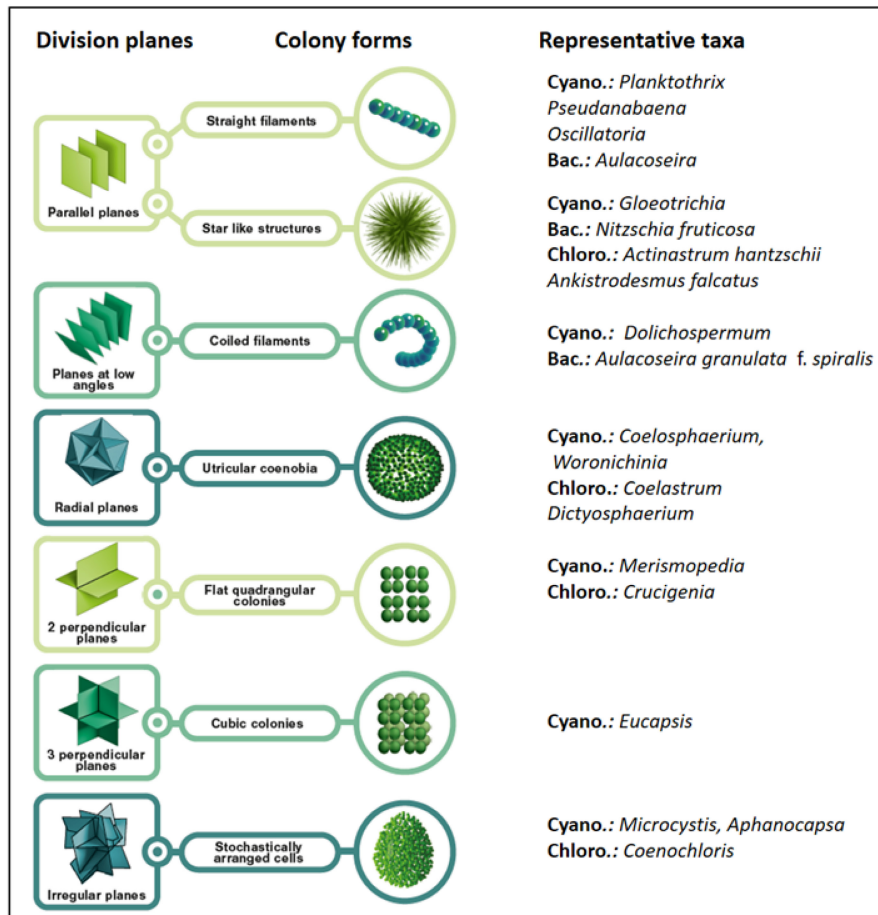 Division planes Colony forms Representative taxa
Parallel planes
Straight filaments
Cyano.: Planktothrix
Pseudanabaena
Oscillatoria
Bac.: Aulacoseira
Star like structures
Cyano.: Gloeotrichia
Bac.: Nitzschia fruticosa
Chloro.: Actinastrum hantzschii
Ankistrodesmus falcatus
Planes at low
angles
Coiled filaments
Cyano.: Dolichospermum
Bac.: Aulacoseira granulata f. spiralis
Radial planes
Utricular coenobia
Cyano.: Coelosphaerium,
Woronichinia
Chloro.: Coelastrum
Dictyosphaerium
2 perpendicular
planes
Flat quadrangular
colonies
Cyano.: Merismopedia
Chloro.: Crucigenia
3 perpendicular
planes
Cubic colonies
Cyano.: Eucapsis
Irregular planes
Stochastically
arranged cells
Cyano.: Microcystis, Aphanocapsa
Chloro.: Coenochloris